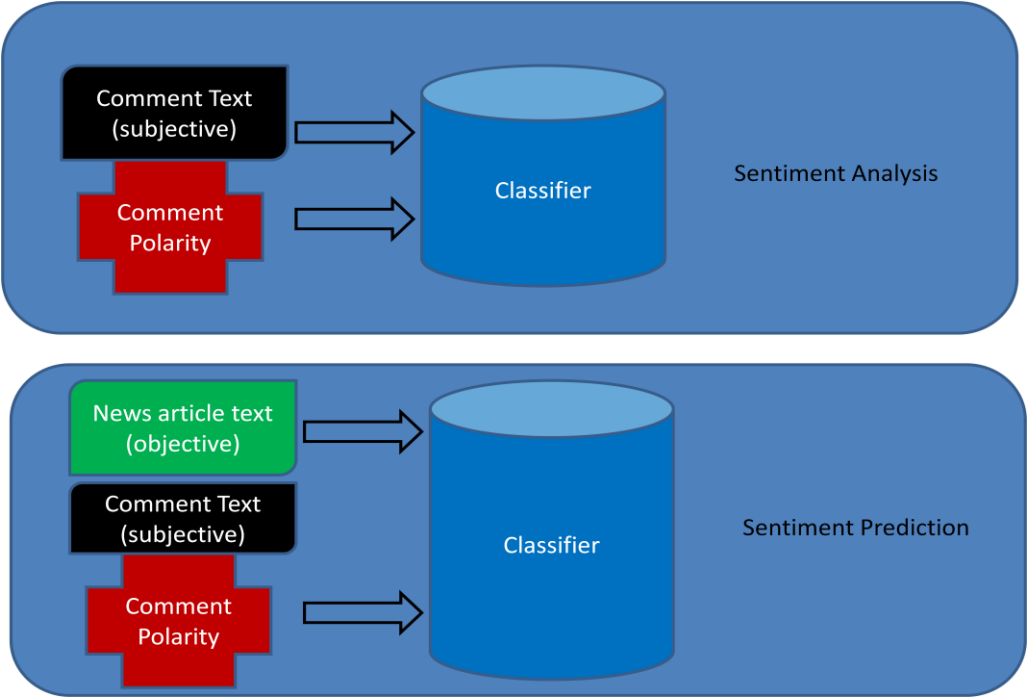 Comment Text
(subjective)
Comment
Polarity
Classifier
Sentiment Analysis
News article text
(objective)
Comment Text
(subjective)
Comment
Polarity
Classifier
Sentiment Prediction